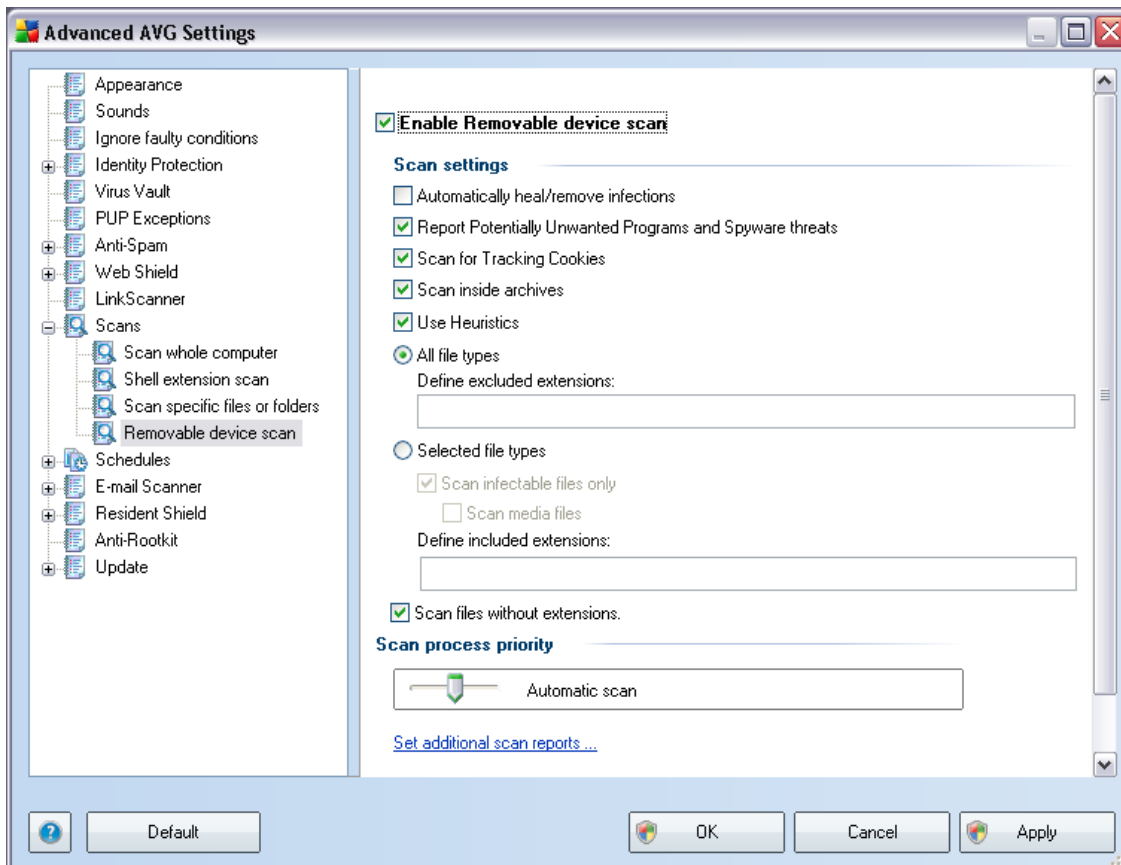 Advanced AVG Settings
Appearance
Sounds
Ignore faulty conditions
Identity Protection
Virus Vault
PUP Exceptions
Anti-Spam
Web Shield
LinkScanner
Scans
Scan whole computer
Shell extension scan
Scan specific files or folders
Removable device scan
Schedules
E-mail Scanner
Resident Shield
Anti-Rootkit
Update
Enable Removable device scan
Scan settings
Automatically heal/remove infections
Report Potentially Unwanted Programs and Spyware threats
Scan for Tracking Cookies
Scan inside archives
Use Heuristics
All file types
Define excluded extensions:
Selected file types
Scan infectable files only
Scan media files
Define included extensions:
Scan files without extensions.
Scan process priority
Automatic scan
Set additional scan reports ...
?
Default
OK
Cancel
Apply